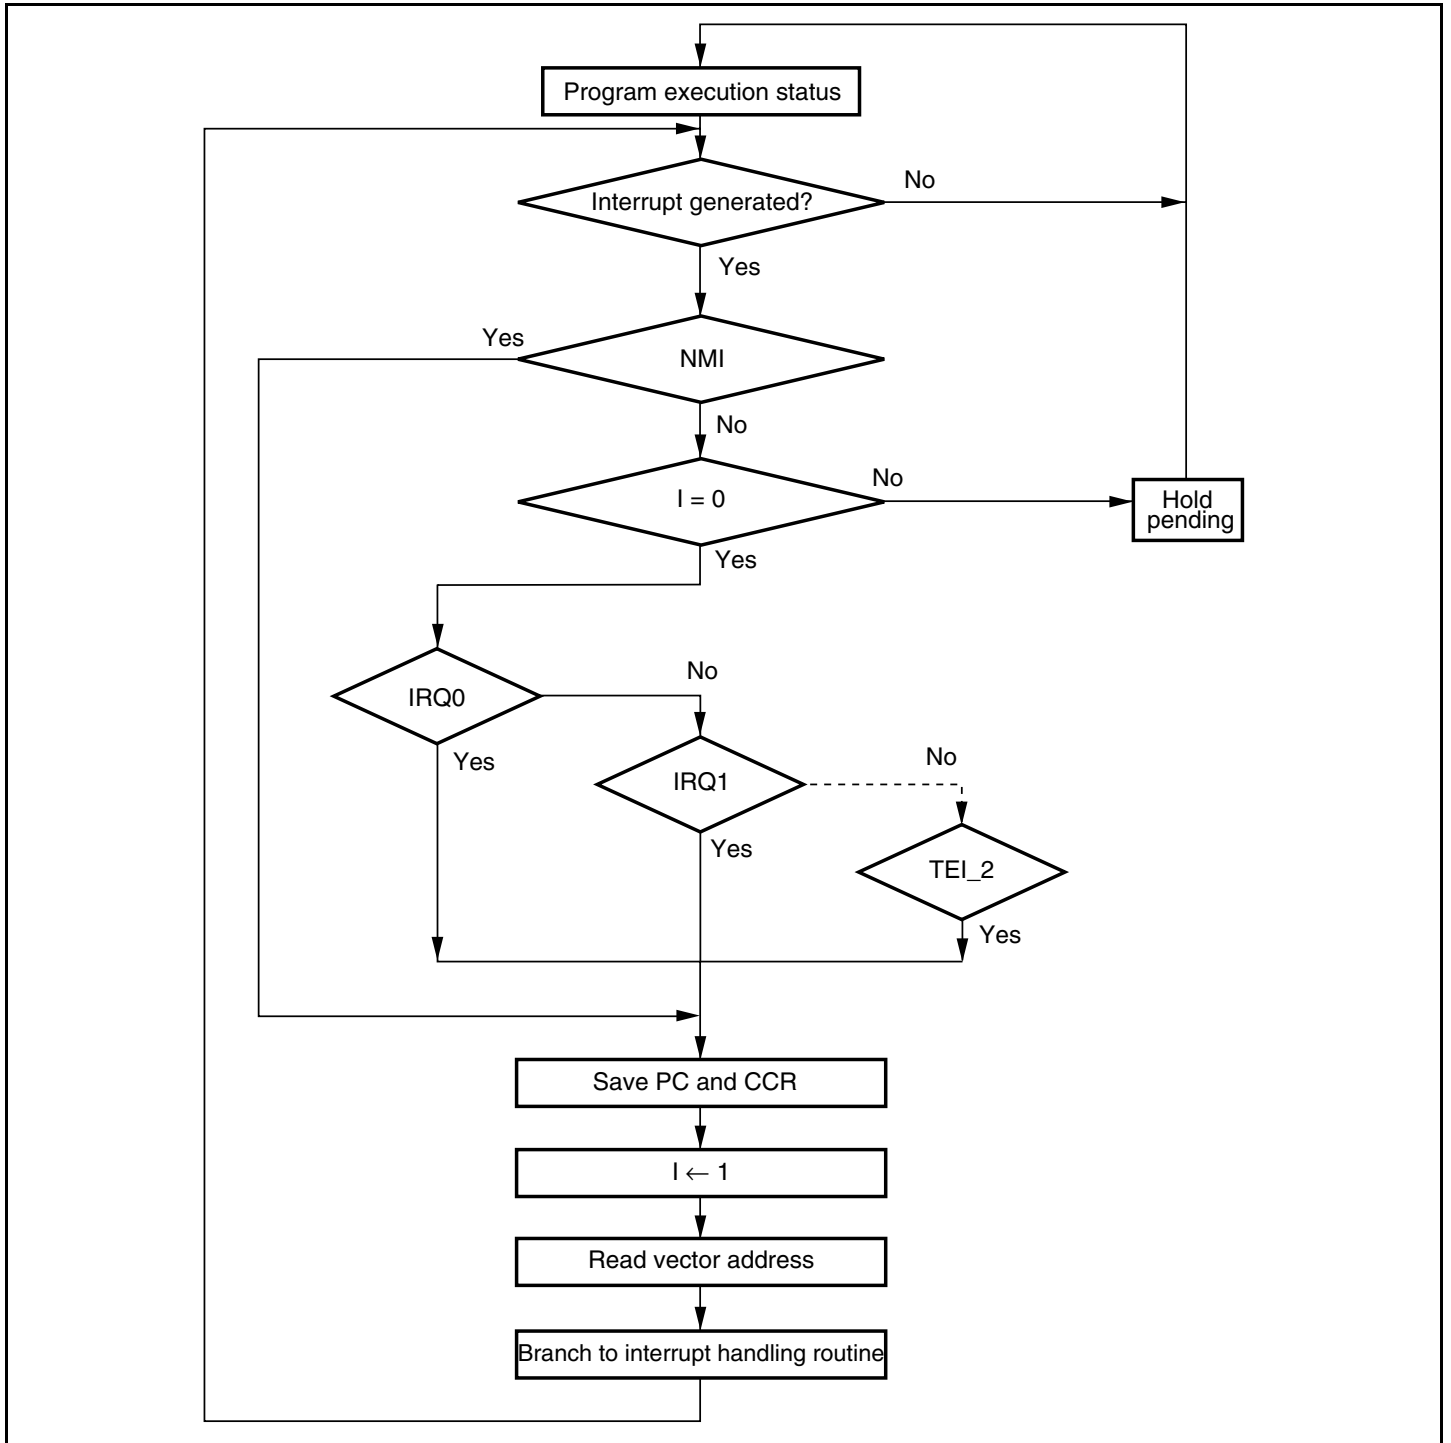 Program execution status
Interrupt generated?
No
Yes
Yes
NMI
No
I = 0
No
Hold
pending
Yes
IRQ0
No
Yes
IRQ1
No
Yes
TEI_2
Yes
Save PC and CCR
I ← 1
Read vector address
Branch to interrupt handling routine